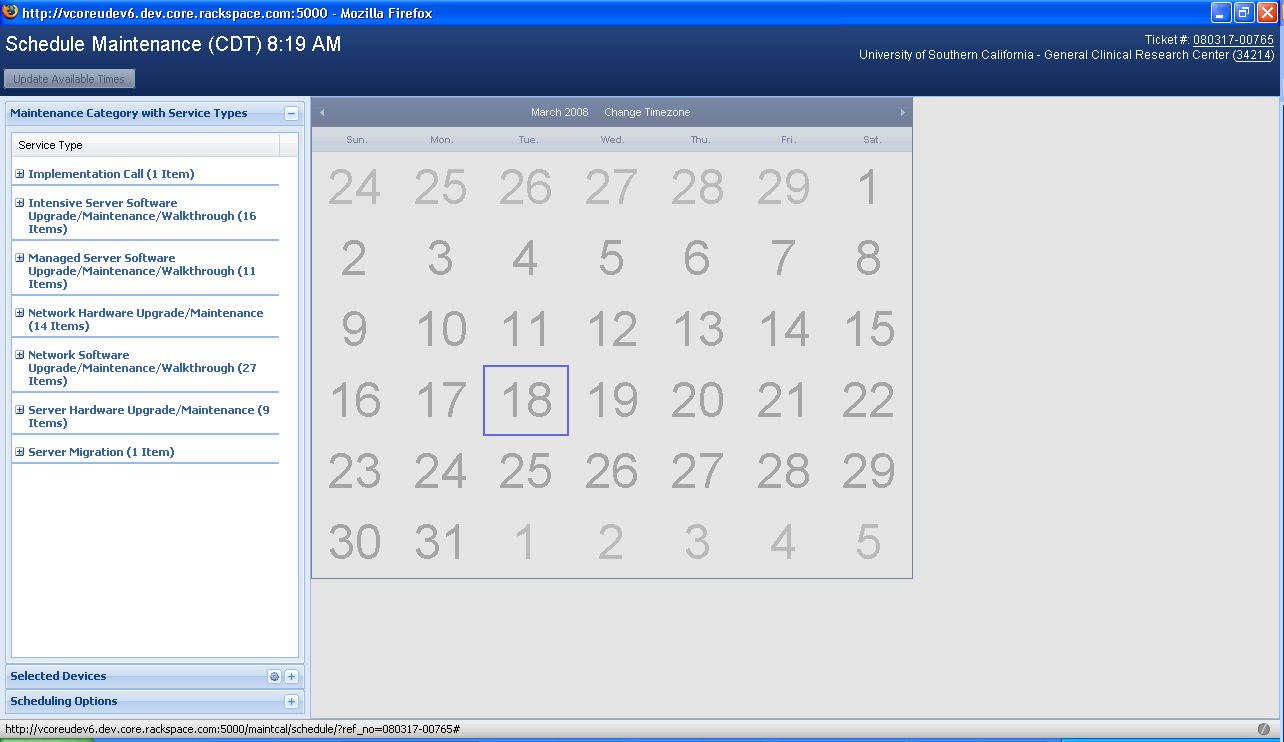 http://vcoreudev6.dev.core.rackspace.com:5000 - Mozilla Firefox
Schedule Maintenance (CDT) 8:19 AM
Ticket #: 080317-00765
University of Southern California - General Clinical Research Center (34214)
Update Available Times
Maintenance Category with Service Types
Service Type
Implementation Call (1 Item)
Intensive Server Software
Upgrade/Maintenance/Walkthrough (16
Items)
Managed Server Software
Upgrade/Maintenance/Walkthrough (11
Items)
Network Hardware Upgrade/Maintenance
(14 Items)
Network Software
Upgrade/Maintenance/Walkthrough (27
Items)
Server Hardware Upgrade/Maintenance (9
Items)
Server Migration (1 Item)
Selected Devices
Scheduling Options
March 2008 Change Timezone
Sun. Mon. Tue. Wed. Thu. Fri. Sat.
24 25 26 27 28 29 1
2 3 4 5 6 7 8
9 10 11 12 13 14 15
16 17 18 19 20 21 22
23 24 25 26 27 28 29
30 31 1 2 3 4 5
http://vcoreudev6.dev.core.rackspace.com:5000/maintcal/schedule/?ref_no=080317-00765#